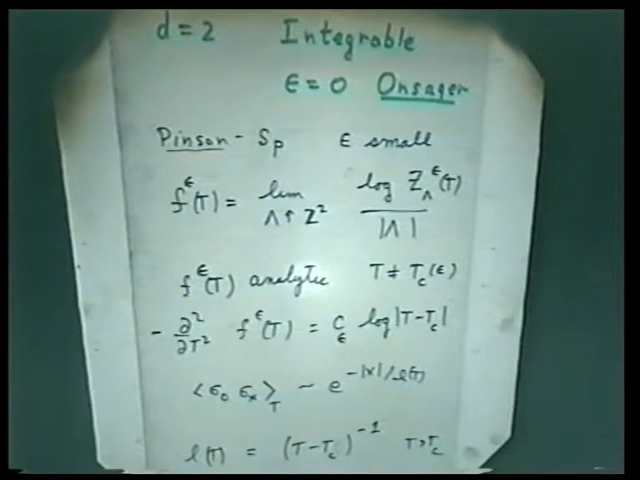 d = 2 Integrable
ϵ = 0 Onsager
Pinson - Sp ϵ small
f^ϵ(T) = lim_{Λ↑Z²} log Z_Λ^ϵ(T) / |Λ|
f^ϵ(T) analytic T ≠ T_c(ϵ)
- ∂²/∂T² f^ϵ(T) = C_ϵ log|T-T_c|
<σ_0 σ_x>_T ~ e^{-|x|/ℓ(T)}
ℓ(T) = (T-T_c)^{-1} T>T_c